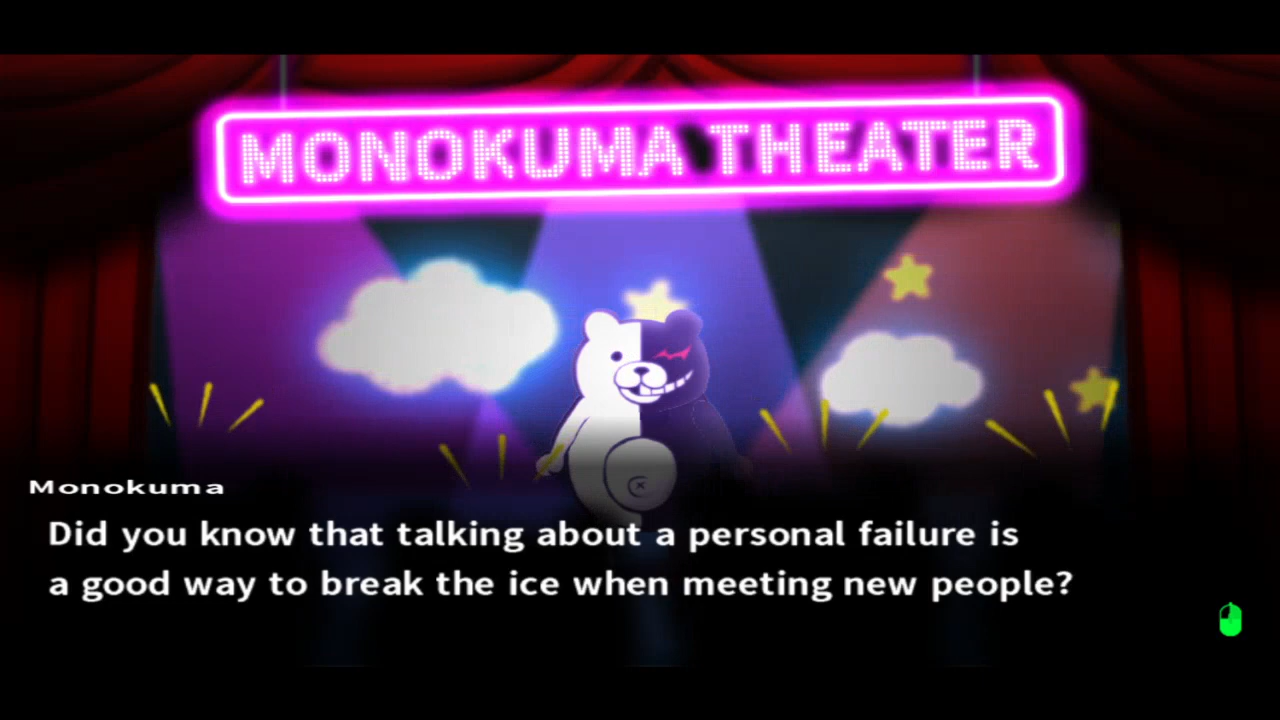 MONOKUMA THEATER
Monokuma
Did you know that talking about a personal failure is
a good way to break the ice when meeting new people?